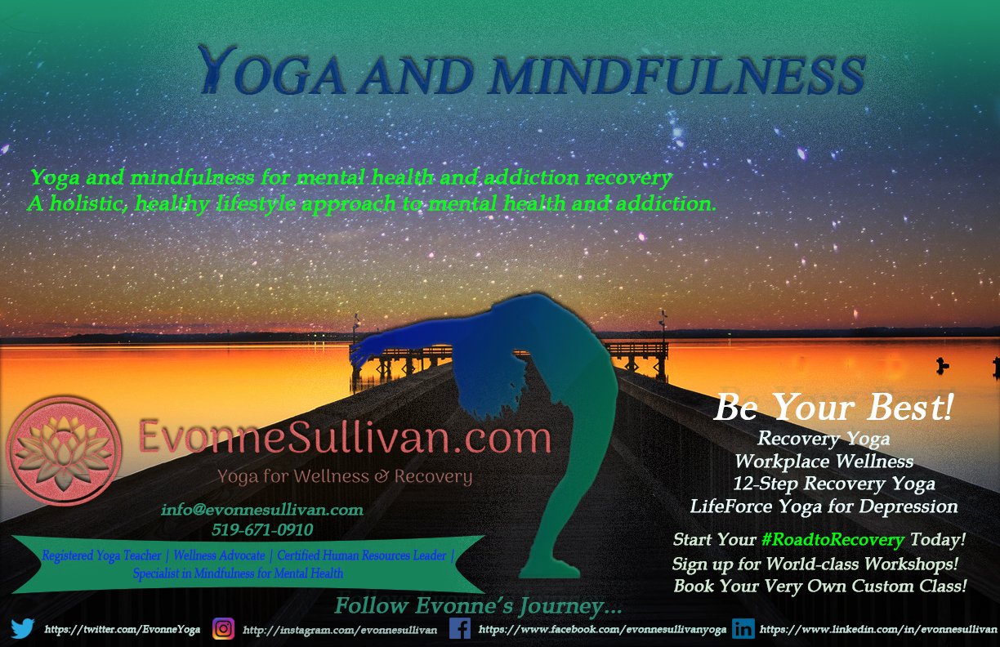 YOGA AND MINDFULNESS
Yoga and mindfulness for mental health and addiction recovery
A holistic, healthy lifestyle approach to mental health and addiction.
EvonneSullivan.com
Yoga for Wellness & Recovery
info@evonnesullivan.com
519-671-0910
Registered Yoga Teacher | Wellness Advocate | Certified Human Resources Leader |
Specialist in Mindfulness for Mental Health
Be Your Best!
Recovery Yoga
Workplace Wellness
12-Step Recovery Yoga
LifeForce Yoga for Depression
Start Your #RoadtoRecovery Today!
Sign up for World-class Workshops!
Book Your Very Own Custom Class!
Follow Evonne's Journey...
https://twitter.com/EvonneYoga http://instagram.com/evonnesullivan https://www.facebook.com/evonnesullivanyoga https://www.linkedin.com/in/evonnesullivan